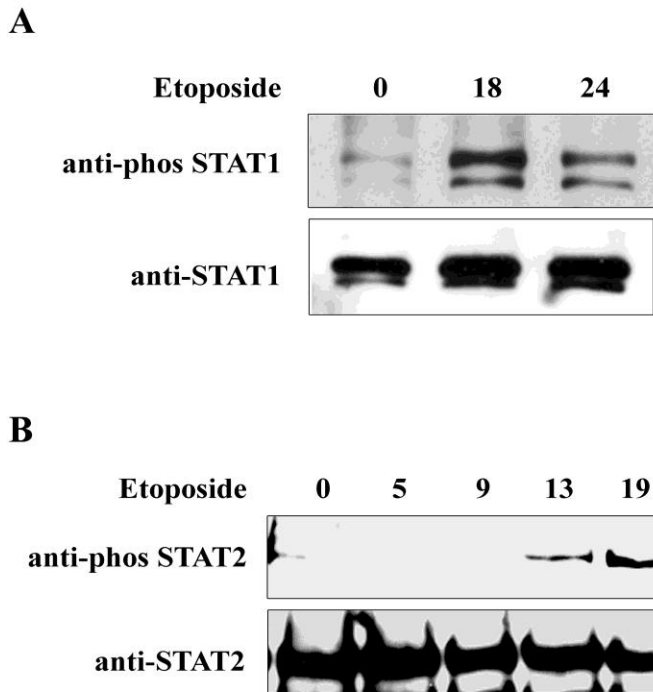 A
Etoposide 0 18 24
anti-phos STAT1
anti-STAT1
B
Etoposide 0 5 9 13 19
anti-phos STAT2
anti-STAT2